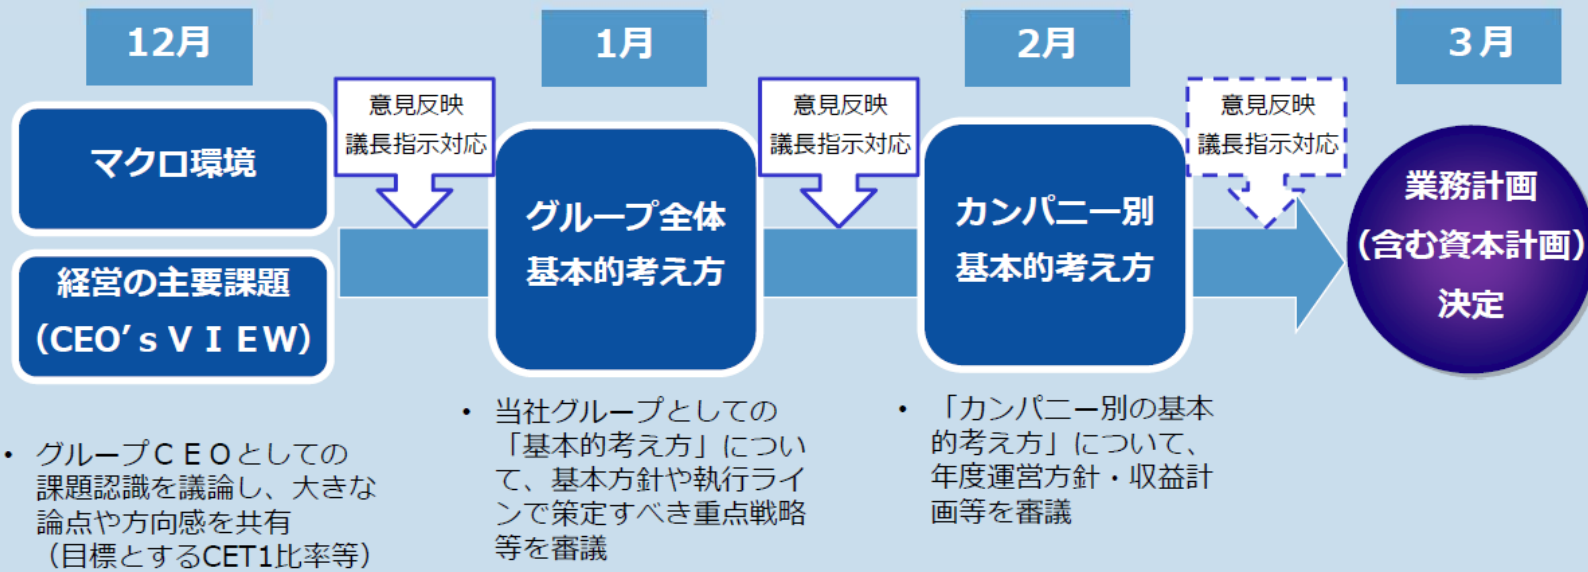 12月
1月
2月
３月
マクロ環境
経営の主要課題
（CEO’ｓＶＩＥＷ）
意見反映
議長指示対応
グループ全体
基本的考え方
意見反映
議長指示対応
カンパニー別
基本的考え方
意見反映
議長指示対応
業務計画
（含む資本計画）
決定
• グループＣＥＯとしての
課題認識を議論し、大きな
論点や方向感を共有
（目標とするCET1比率等）
• 当社グループとしての
「基本的考え方」につい
て、基本方針や執行ライ
ンで策定すべき重点戦略
等を審議
• 「カンパニー別の基本
的考え方」について、
年度運営方針・収益計
画等を審議